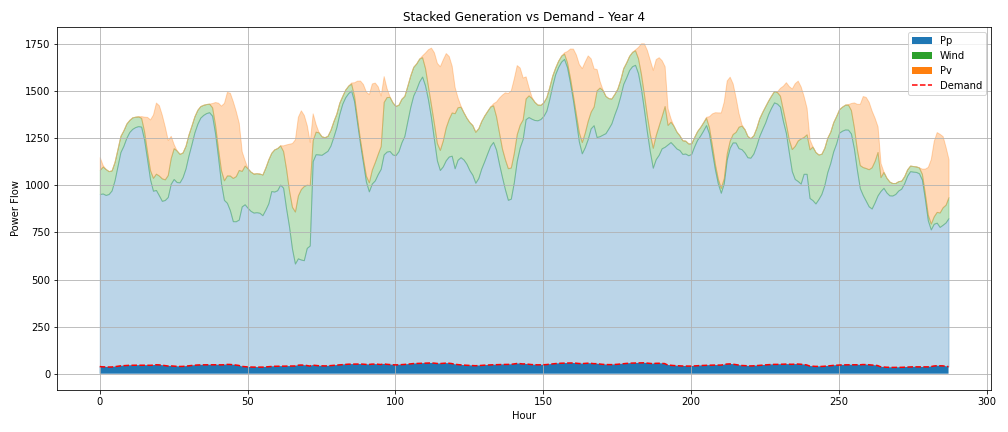 Stacked Generation vs Demand – Year 4
Power Flow
1750
1500
1250
1000
750
500
250
0
Pp
Wind
Pv
Demand
0 50 100 150 200 250 300
Hour